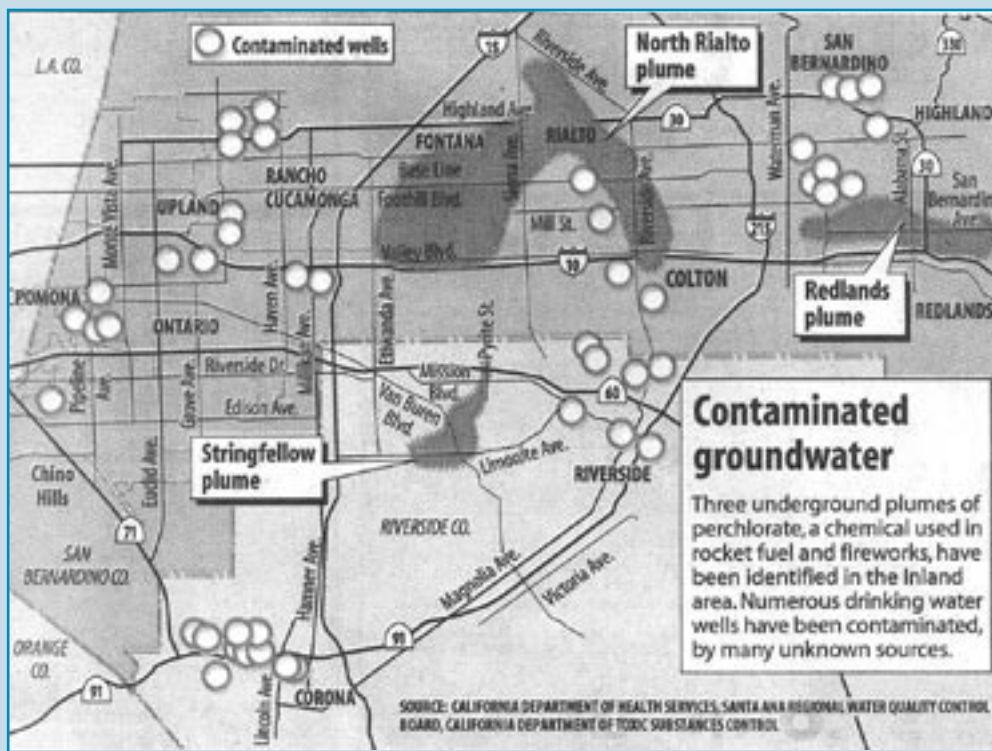 Contaminated wells
L.A. CO.
15
Riverside Ave.
North Rialto
plume
SAN
BERNARDINO
330
Highland Ave
FONTANA
RIALTO
30
Waterman Ave.
HIGHLAND
Base Line
RANCHO
CUCAMONGA
Foothill Blvd.
Alabama St.
30
San
Bernardino
Ave.
UPLAND
Mill St.
Riverside Ave.
215
Valley Blvd.
10
COLTON
Redlands
plume
REDLANDS
POMONA
ONTARIO
Haven Ave.
Milliken Ave.
Etiwanda Ave.
Pyrite St.
Riverside Dr.
Mission
Blvd.
60
Pipeline
Ave.
Grove Ave.
Edison Ave.
Van Buren
Blvd.
Euclid Ave.
Stringfellow
plume
Limonite Ave.
RIVERSIDE
Contaminated
groundwater
Three underground plumes of
perchlorate, a chemical used in
rocket fuel and fireworks, have
been identified in the Inland
area. Numerous drinking water
wells have been contaminated,
by many unknown sources.
Chino
Hills
71
RIVERSIDE CO.
SAN
BERNARDINO CO.
Hamner Ave.
Magnolia Ave.
Victoria Ave.
ORANGE
CO.
91
91
CORONA
Lincoln Ave.
SOURCE: CALIFORNIA DEPARTMENT OF HEALTH SERVICES, SANTA ANA REGIONAL WATER QUALITY CONTROL
BOARD, CALIFORNIA DEPARTMENT OF TOXIC SUBSTANCES CONTROL